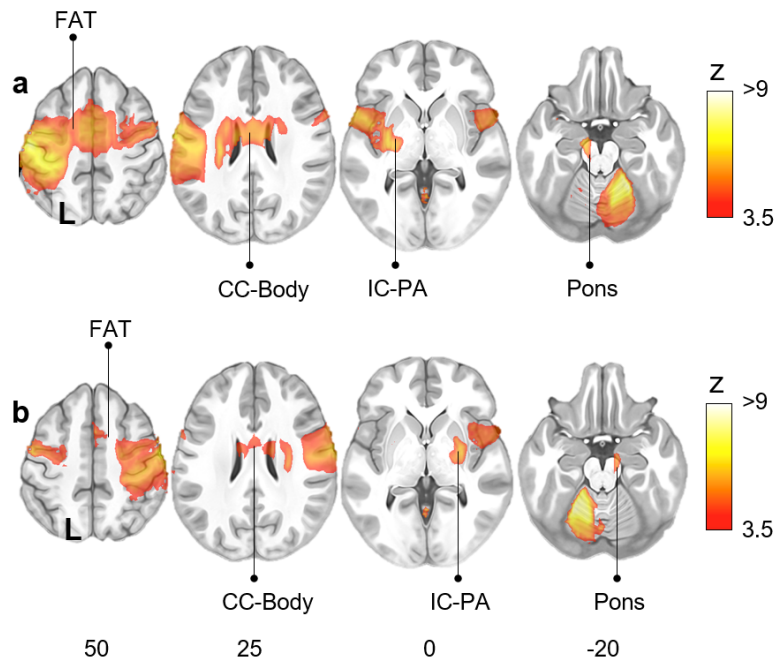 FAT
a
L
z
>9
3.5
CC-Body
IC-PA
Pons
FAT
b
L
z
>9
3.5
CC-Body
IC-PA
Pons
50
25
0
-20